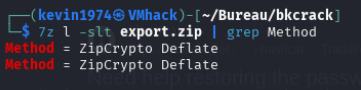 ┌──(kevin1974㉿VMhack)-[~/Bureau/bkcrack]
└─$ 7z l -slt export.zip | grep Method
Method = ZipCrypto Deflate
Method = ZipCrypto Deflate